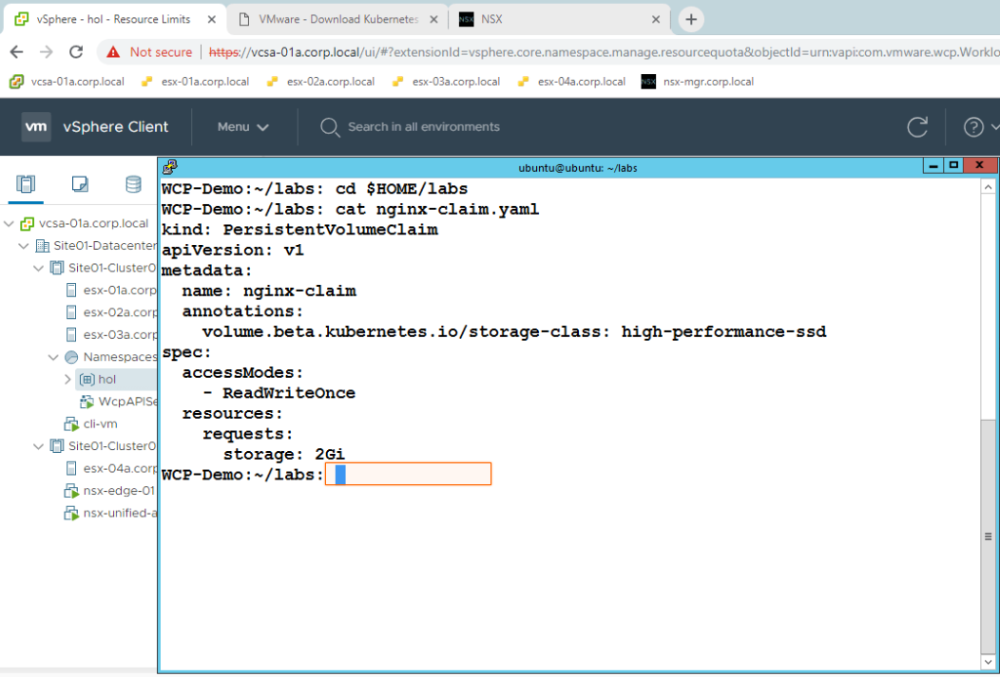 vSphere - hol - Resource Limits
VMware - Download Kubernetes
NSX
NSX
Not secure
https://vcsa-01a.corp.local/ui/#?extensionId=vsphere.core.namespace.manage.resourcequota&objectId=urn:vapi:com.vmware.wcp.Worklo
vcsa-01a.corp.local
esx-01a.corp.local
esx-02a.corp.local
esx-03a.corp.local
esx-04a.corp.local
NSX
nsx-mgr.corp.local
vm
vSphere Client
Menu
Search in all environments
?
vcsa-01a.corp.local
Site01-Datacenter
Site01-Cluster0
esx-01a.corp
esx-02a.corp
esx-03a.corp
Namespaces
hol
WcpAPISe
cli-vm
Site01-Cluster0
esx-04a.corp
nsx-edge-01
nsx-unified-a
ubuntu@ubuntu: ~/labs
WCP-Demo:~/labs: cd $HOME/labs
WCP-Demo:~/labs: cat nginx-claim.yaml
kind: PersistentVolumeClaim
apiVersion: v1
metadata:
  name: nginx-claim
  annotations:
    volume.beta.kubernetes.io/storage-class: high-performance-ssd
spec:
  accessModes:
    - ReadWriteOnce
  resources:
    requests:
      storage: 2Gi
WCP-Demo:~/labs: